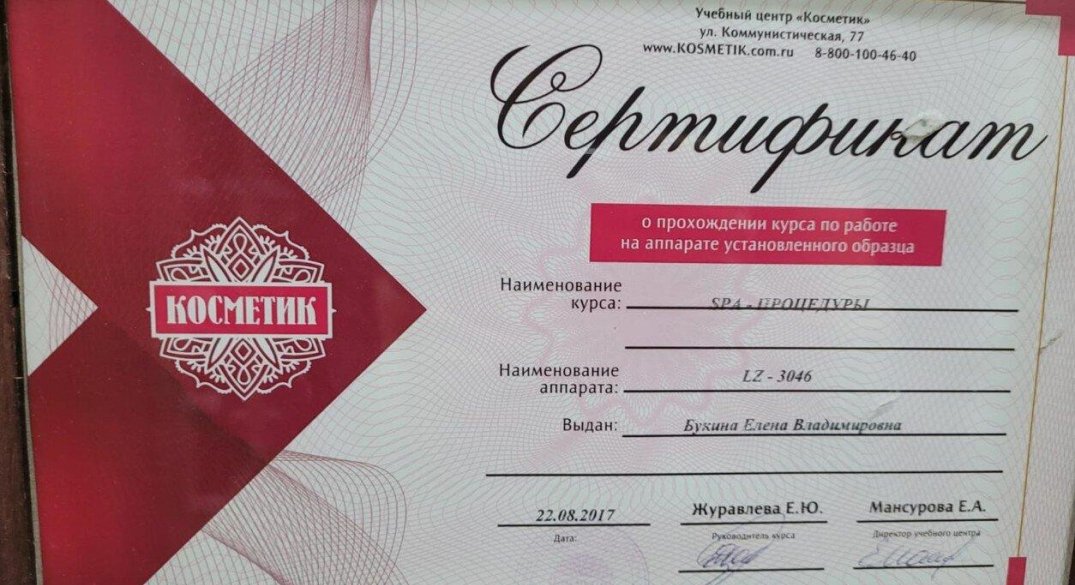 Учебный центр «Косметик»
ул. Коммунистическая, 77
www.KOSMETIK.com.ru 8-800-100-46-40
Сертификат
о прохождении курса по работе
на аппарате установленного образца
КОСМЕТИК
Наименование
курса: SPA - ПРОЦЕДУРЫ
Наименование
аппарата: LZ - 3046
Выдан: Букина Елена Владимировна
22.08.2017 Журавлева Е.Ю. Мансурова Е.А.
Дата: Руководитель курса Директор учебного центра